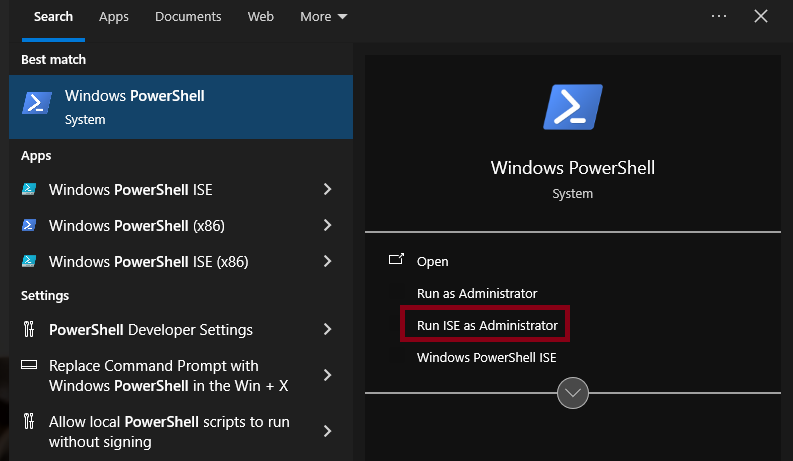 Search Apps Documents Web More
Best match
Windows PowerShell
System
Apps
Windows PowerShell ISE
Windows PowerShell (x86)
Windows PowerShell ISE (x86)
Settings
PowerShell Developer Settings
Replace Command Prompt with
Windows PowerShell in the Win + X
Allow local PowerShell scripts to run
without signing
Windows PowerShell
System
Open
Run as Administrator
Run ISE as Administrator
Windows PowerShell ISE